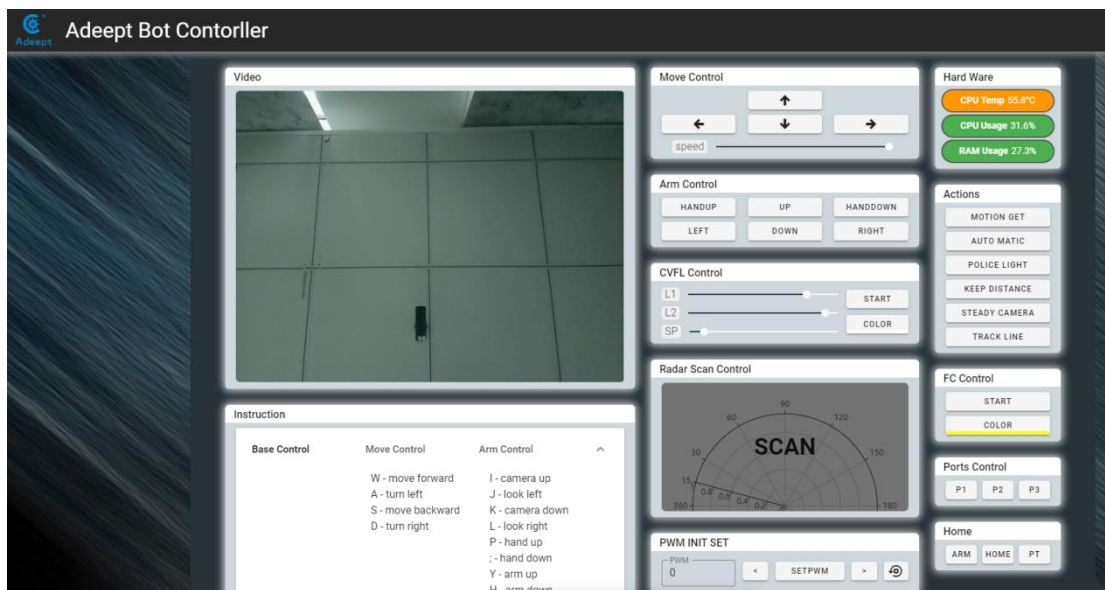 Adeept
Adeept Bot Contorller
Video
Instruction
Base Control
Move Control
W - move forward
A - turn left
S - move backward
D - turn right
Arm Control
I - camera up
J - look left
K - camera down
L - look right
P - hand up
; - hand down
Y - arm up
H - arm down
Move Control
speed
Arm Control
HANDUP UP HANDDOWN
LEFT DOWN RIGHT
CVFL Control
L1 START
L2
SP COLOR
Radar Scan Control
90
60 120
SCAN
30 150
15
0.8 0.6 0.4 0.2
360 180
PWM INIT SET
PWM
0 < SETPWM >
Hard Ware
CPU Temp 55.8°C
CPU Usage 31.6%
RAM Usage 27.3%
Actions
MOTION GET
AUTO MATIC
POLICE LIGHT
KEEP DISTANCE
STEADY CAMERA
TRACK LINE
FC Control
START
COLOR
Ports Control
P1 P2 P3
Home
ARM HOME PT